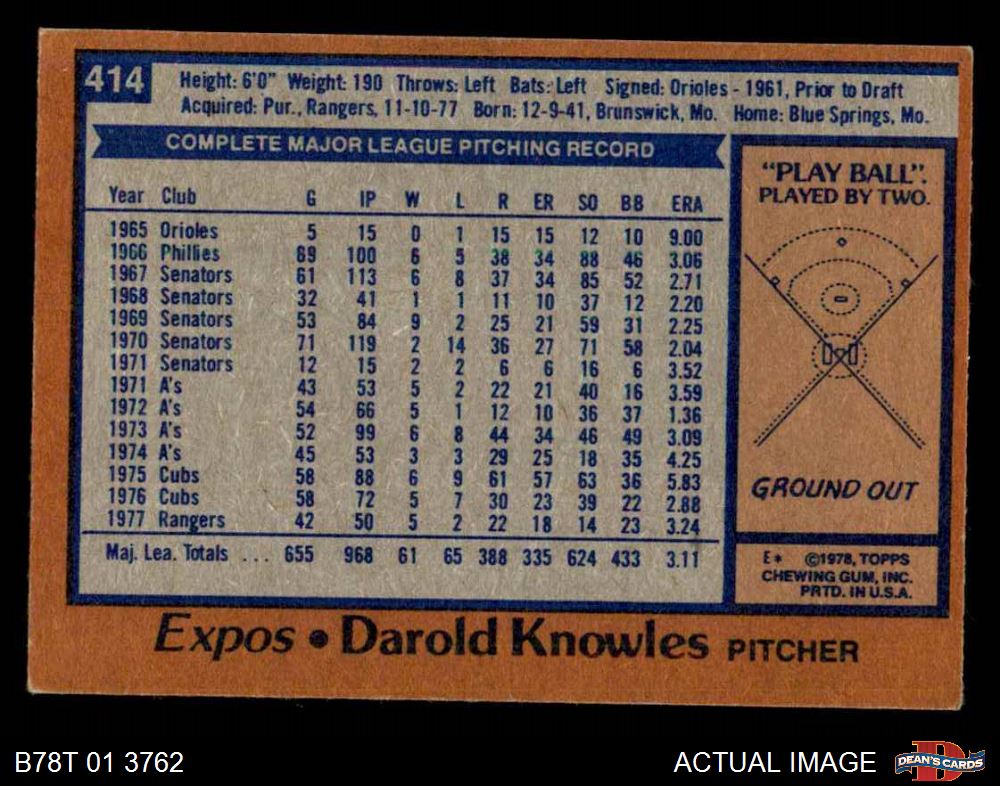 414
Height: 6'0" Weight: 190 Throws: Left Bats: Left Signed: Orioles - 1961, Prior to Draft
Acquired: Pur., Rangers, 11-10-77 Born: 12-9-41, Brunswick, Mo. Home: Blue Springs, Mo.
COMPLETE MAJOR LEAGUE PITCHING RECORD
Year Club G IP W L R ER SO BB ERA
1965 Orioles 5 15 0 1 15 15 12 10 9.00
1966 Phillies 69 100 6 5 38 34 88 46 3.06
1967 Senators 61 113 6 8 37 34 85 52 2.71
1968 Senators 32 41 1 1 11 10 37 12 2.20
1969 Senators 53 84 9 2 25 21 59 31 2.25
1970 Senators 71 119 2 14 36 27 71 58 2.04
1971 Senators 12 15 2 2 6 6 16 6 3.52
1971 A's 43 53 5 2 22 21 40 16 3.59
1972 A's 54 66 5 1 12 10 36 37 1.36
1973 A's 52 99 6 8 44 34 46 49 3.09
1974 A's 45 53 3 3 29 25 18 35 4.25
1975 Cubs 58 88 6 9 61 57 63 36 5.83
1976 Cubs 58 72 5 7 30 23 39 22 2.88
1977 Rangers 42 50 5 2 22 18 14 23 3.24
Maj. Lea. Totals ... 655 968 61 65 388 335 624 433 3.11
"PLAY BALL".
PLAYED BY TWO.
GROUND OUT
E* ©1978, TOPPS
CHEWING GUM, INC.
PRTD. IN U.S.A.
Expos • Darold Knowles PITCHER
B78T 01 3762
ACTUAL IMAGE
D
DEAN'S CARDS